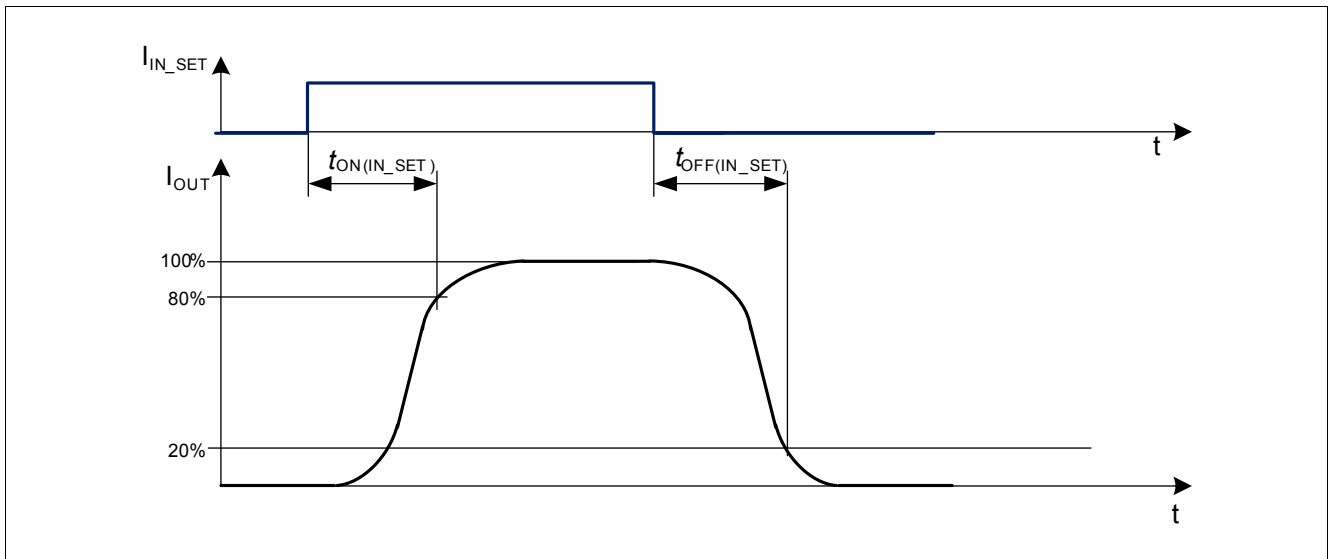 I_IN_SET
t
t_ON(IN_SET)
t_OFF(IN_SET)
I_OUT
100%
80%
20%
t